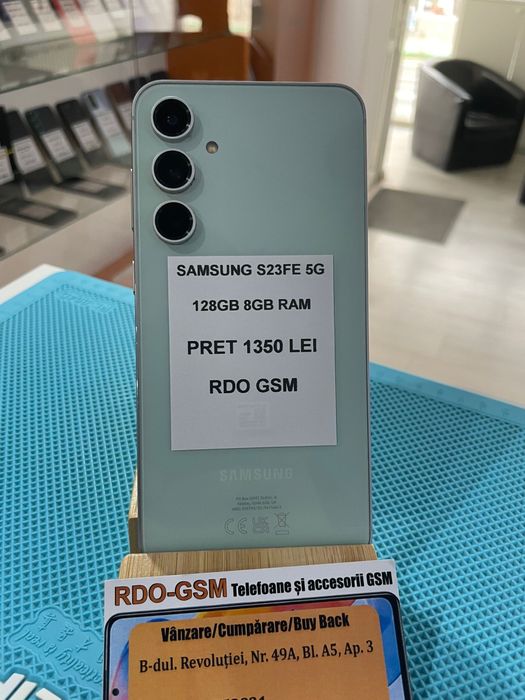 SAMSUNG S23FE 5G
128GB 8GB RAM
PRET 1350 LEI
RDO GSM
SAMSUNG
RDO-GSM Telefoane și accesorii GSM
Vânzare/Cumpărare/Buy Back
B-dul. Revoluției, Nr. 49A, Bl. A5, Ap. 3